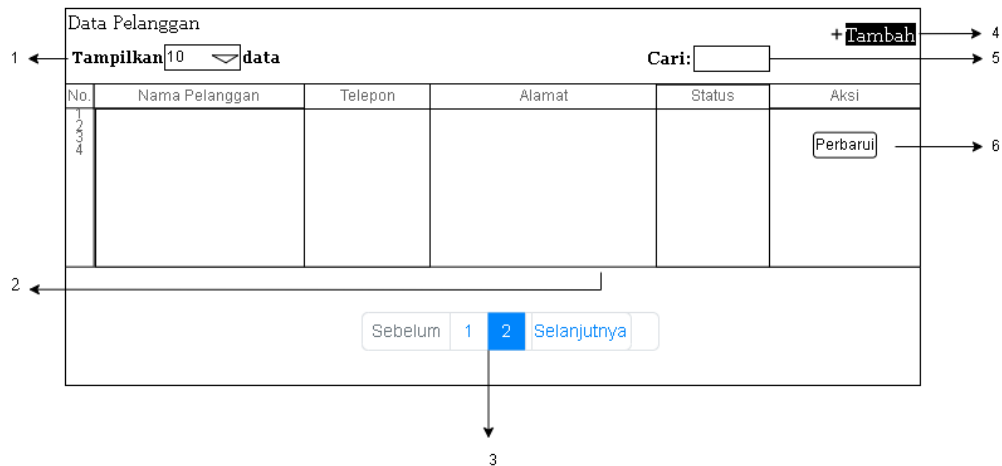 Data Pelanggan
+Tambah 4
1 Tampilkan 10 data Cari: 5
No. Nama Pelanggan Telepon Alamat Status Aksi
1
2
3
4
Perbarui 6
2
Sebelum 1 2 Selanjutnya
3